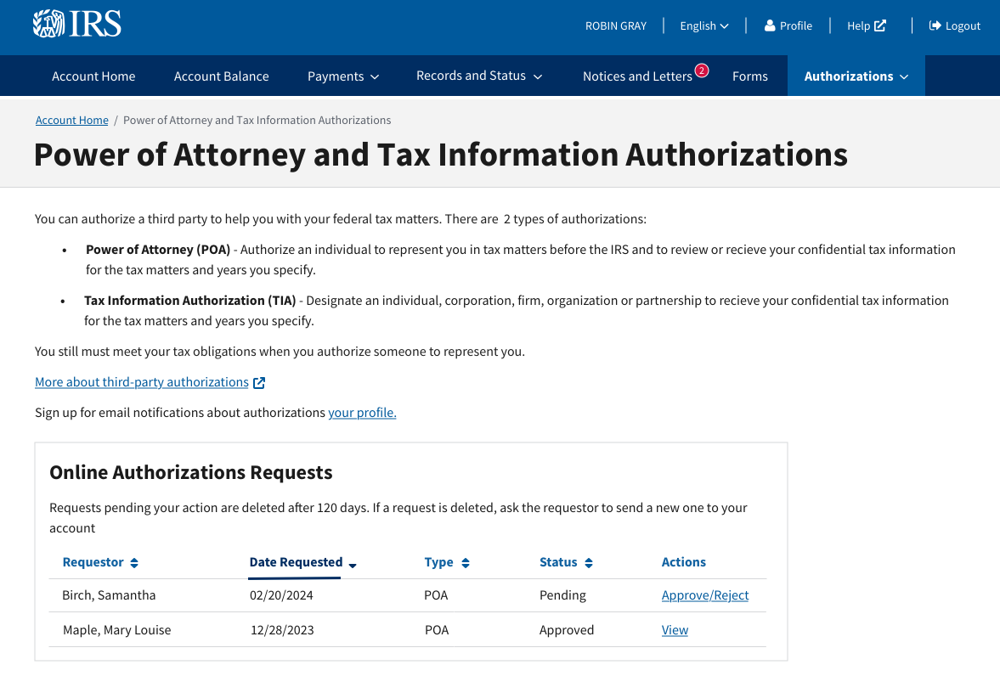 IRS
ROBIN GRAY
English
Profile
Help
Logout
Account Home
Account Balance
Payments
Records and Status
Notices and Letters 2
Forms
Authorizations
Account Home / Power of Attorney and Tax Information Authorizations
Power of Attorney and Tax Information Authorizations
You can authorize a third party to help you with your federal tax matters. There are 2 types of authorizations:
• Power of Attorney (POA) - Authorize an individual to represent you in tax matters before the IRS and to review or recieve your confidential tax information
for the tax matters and years you specify.
• Tax Information Authorization (TIA) - Designate an individual, corporation, firm, organization or partnership to recieve your confidential tax information
for the tax matters and years you specify.
You still must meet your tax obligations when you authorize someone to represent you.
More about third-party authorizations
Sign up for email notifications about authorizations your profile.
Online Authorizations Requests
Requests pending your action are deleted after 120 days. If a request is deleted, ask the requestor to send a new one to your
account
Requestor Date Requested Type Status Actions
Birch, Samantha 02/20/2024 POA Pending Approve/Reject
Maple, Mary Louise 12/28/2023 POA Approved View